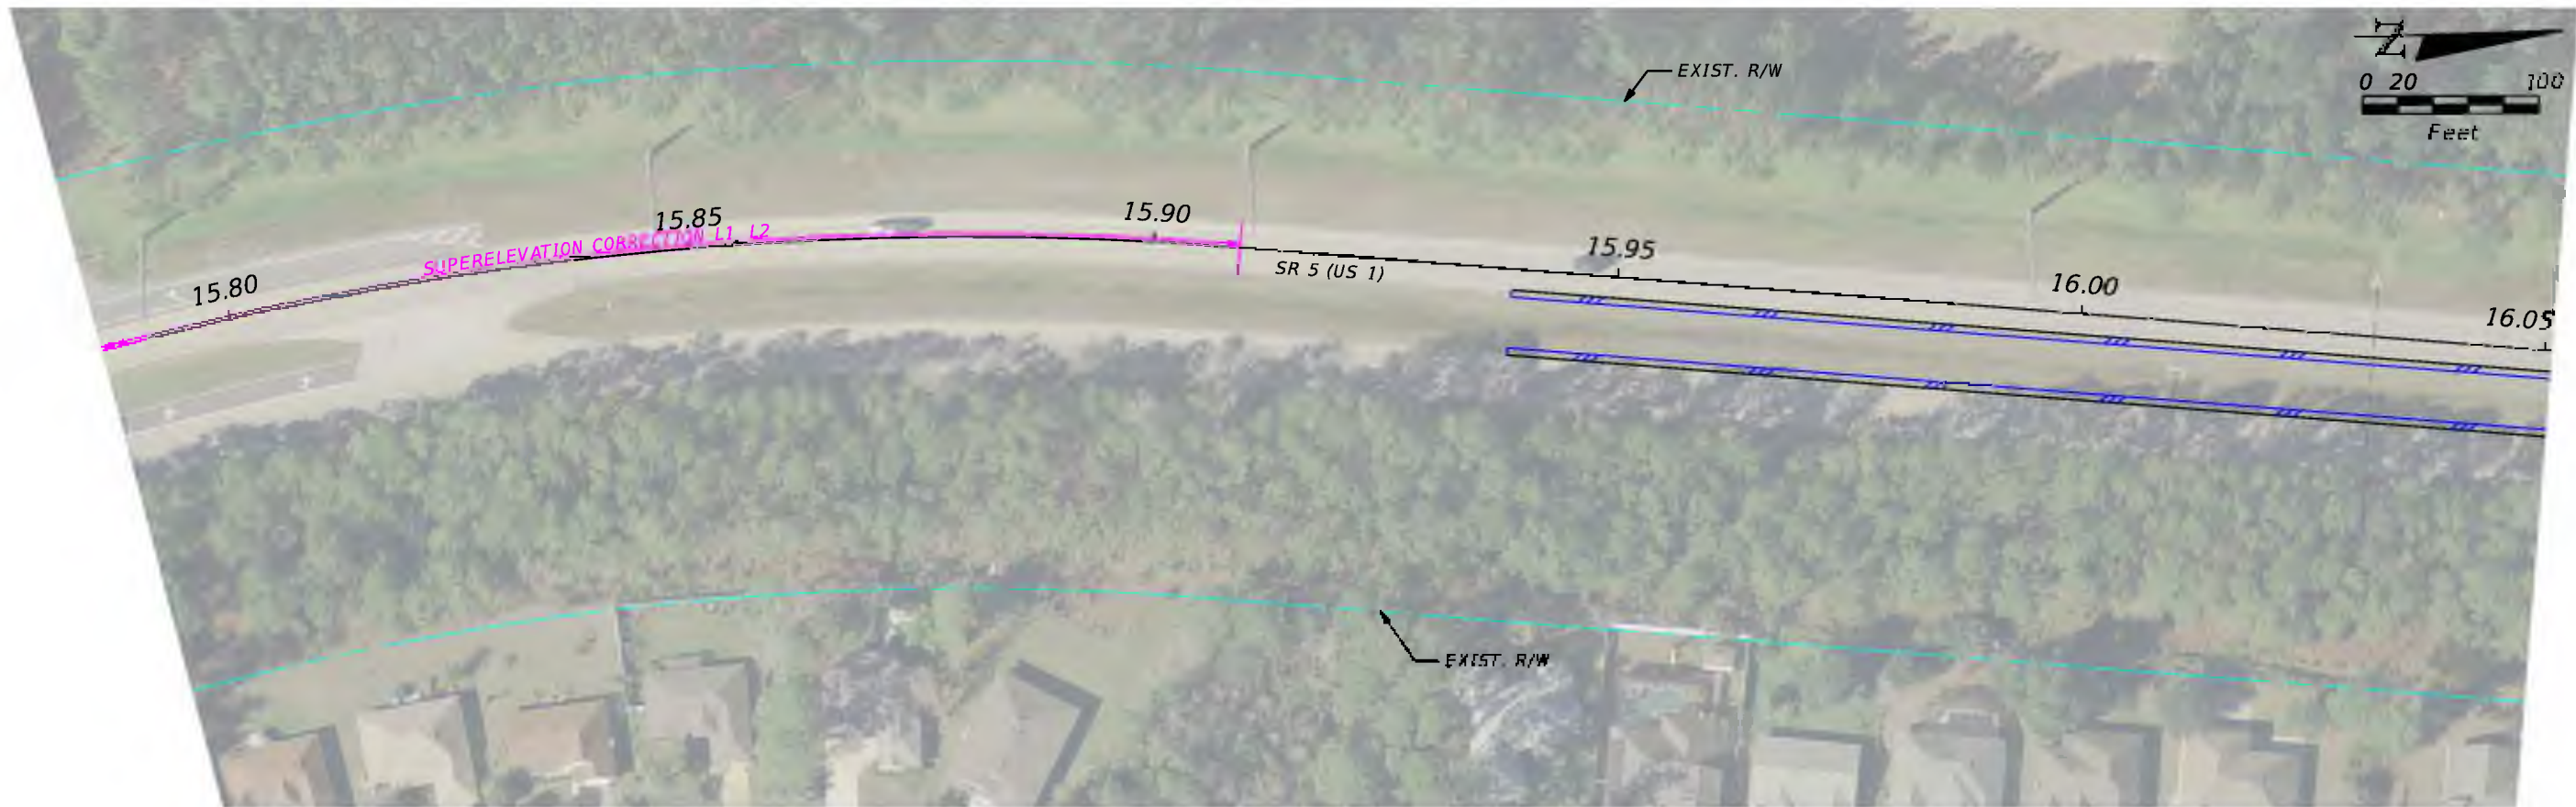 N
EXIST. R/W
0 20 100
Feet
15.80
SUPERELEVATION CORRECTION L1, L2
15.85
15.90
SR 5 (US 1)
15.95
16.00
16.05
EXIST. R/W